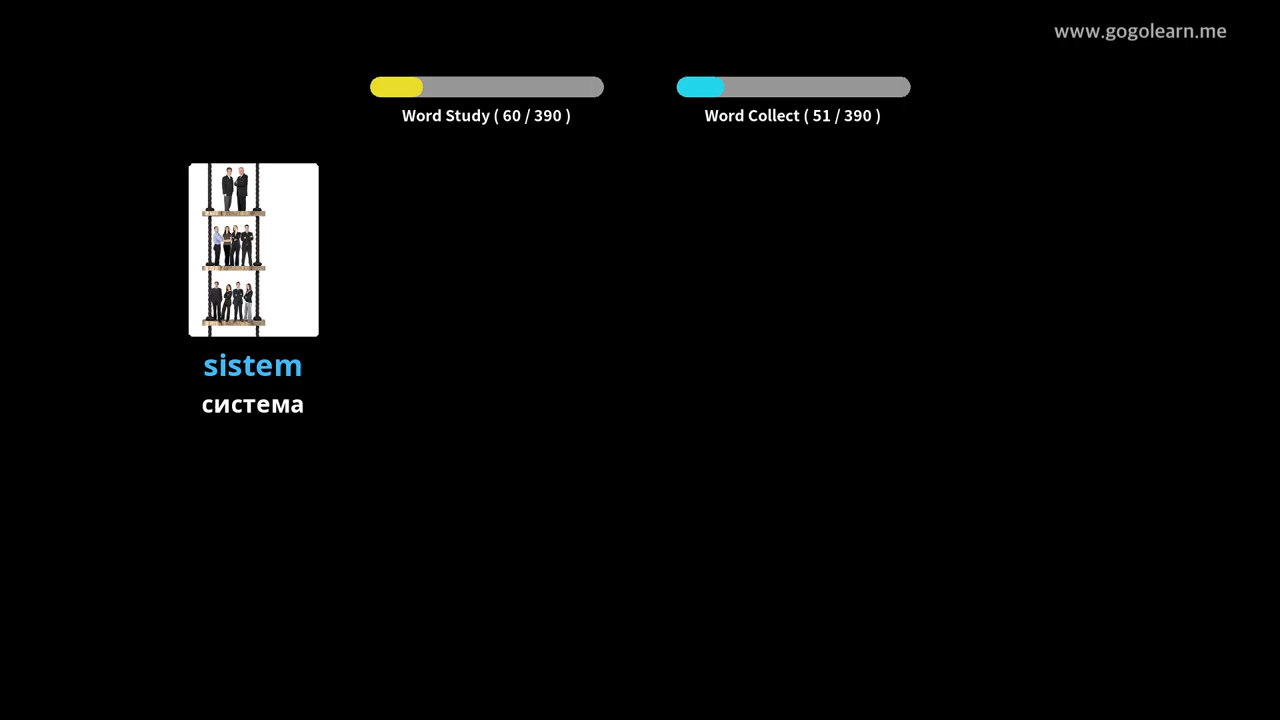 www.gogolearn.me
Word Study ( 60 / 390 )
Word Collect ( 51 / 390 )
sistem
система